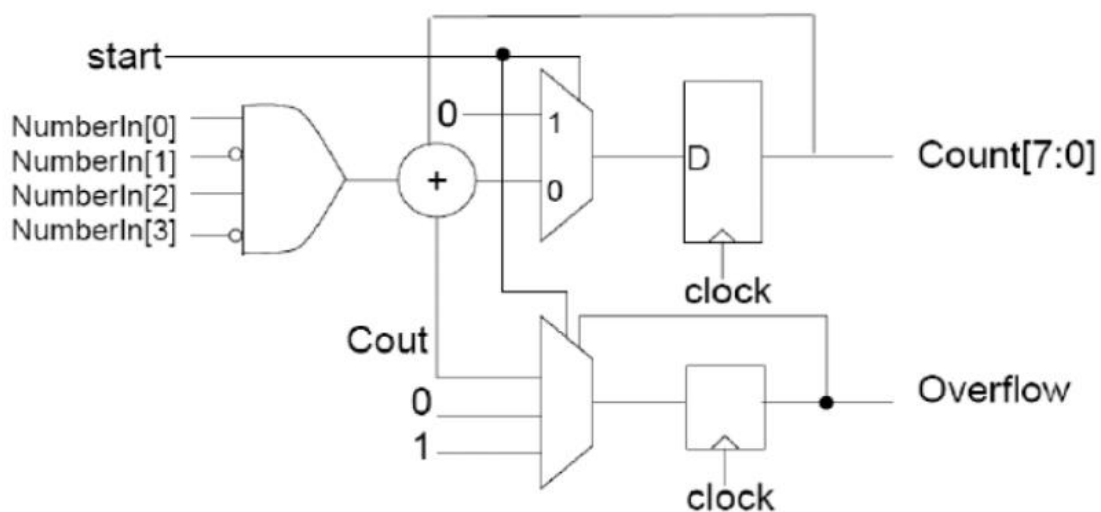 start
NumberIn[0]
NumberIn[1]
NumberIn[2]
NumberIn[3]
+
0
1
0
D
Count[7:0]
clock
Cout
0
1
Overflow
clock